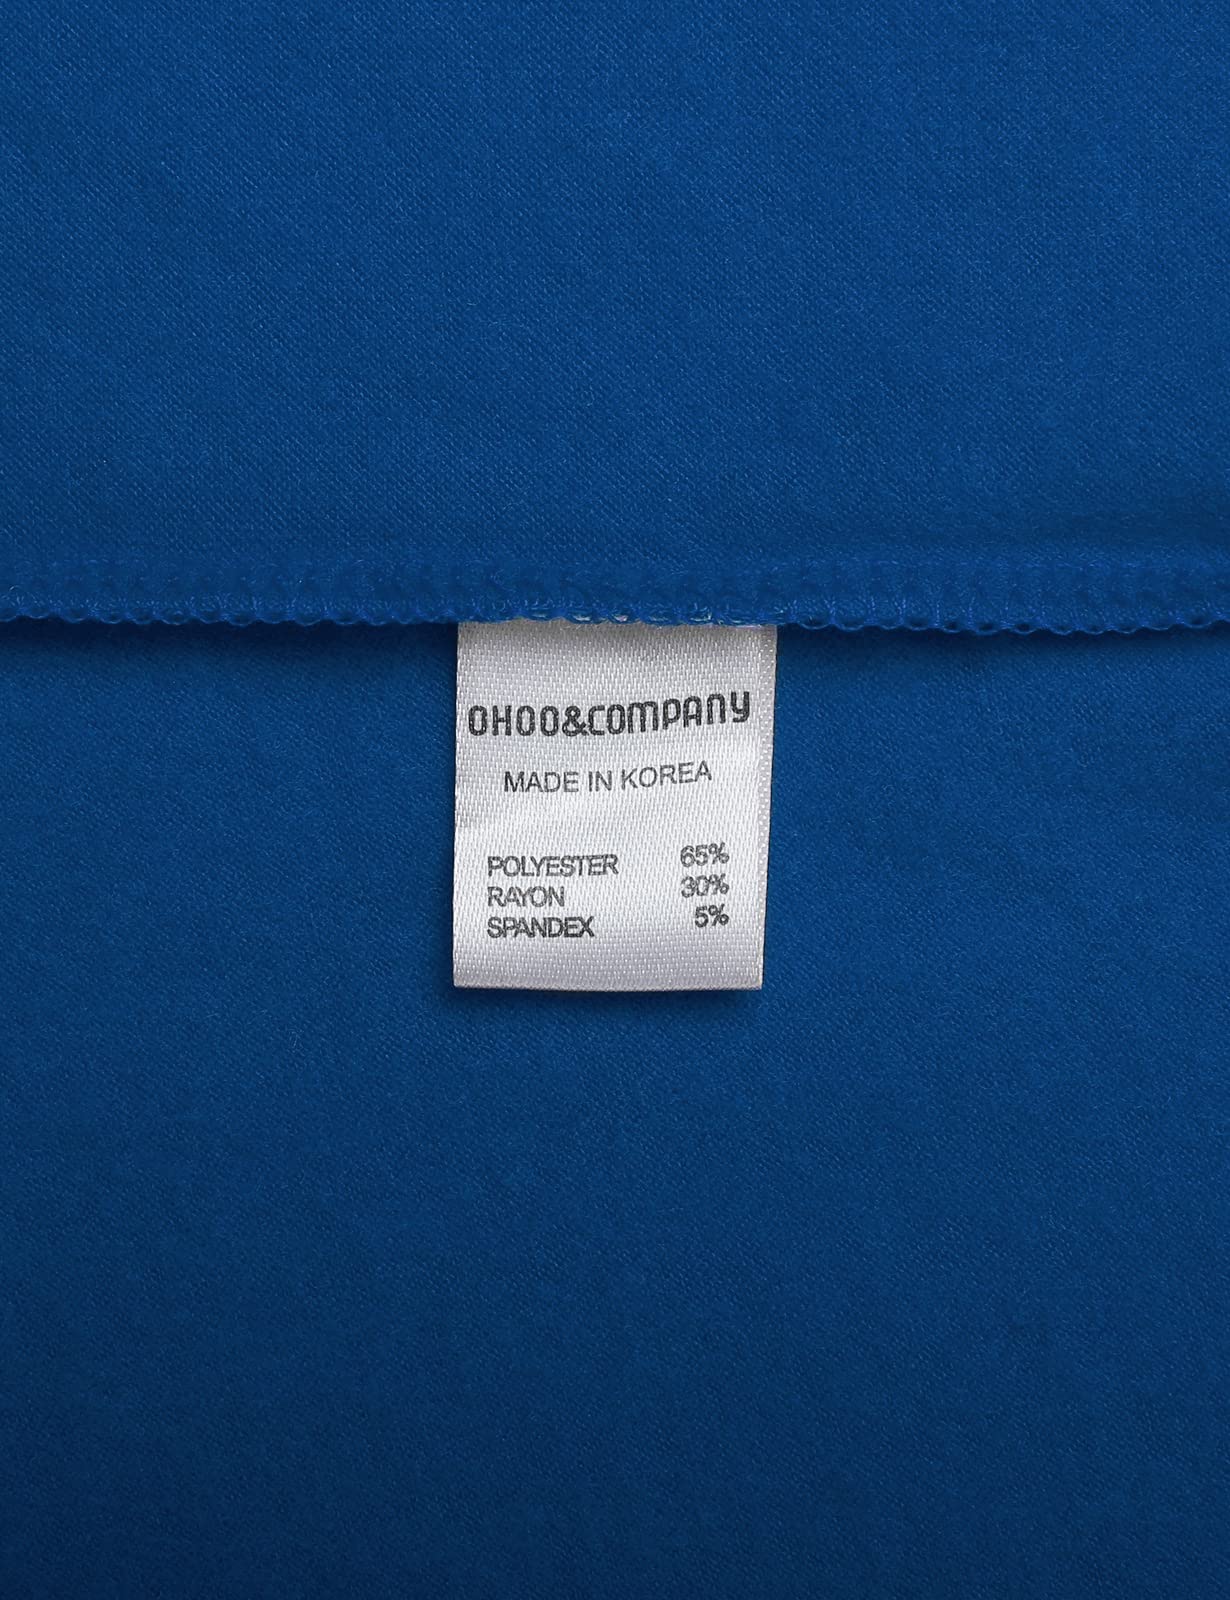 OHOO&COMPANY
MADE IN KOREA
POLYESTER 65%
RAYON 30%
SPANDEX 5%